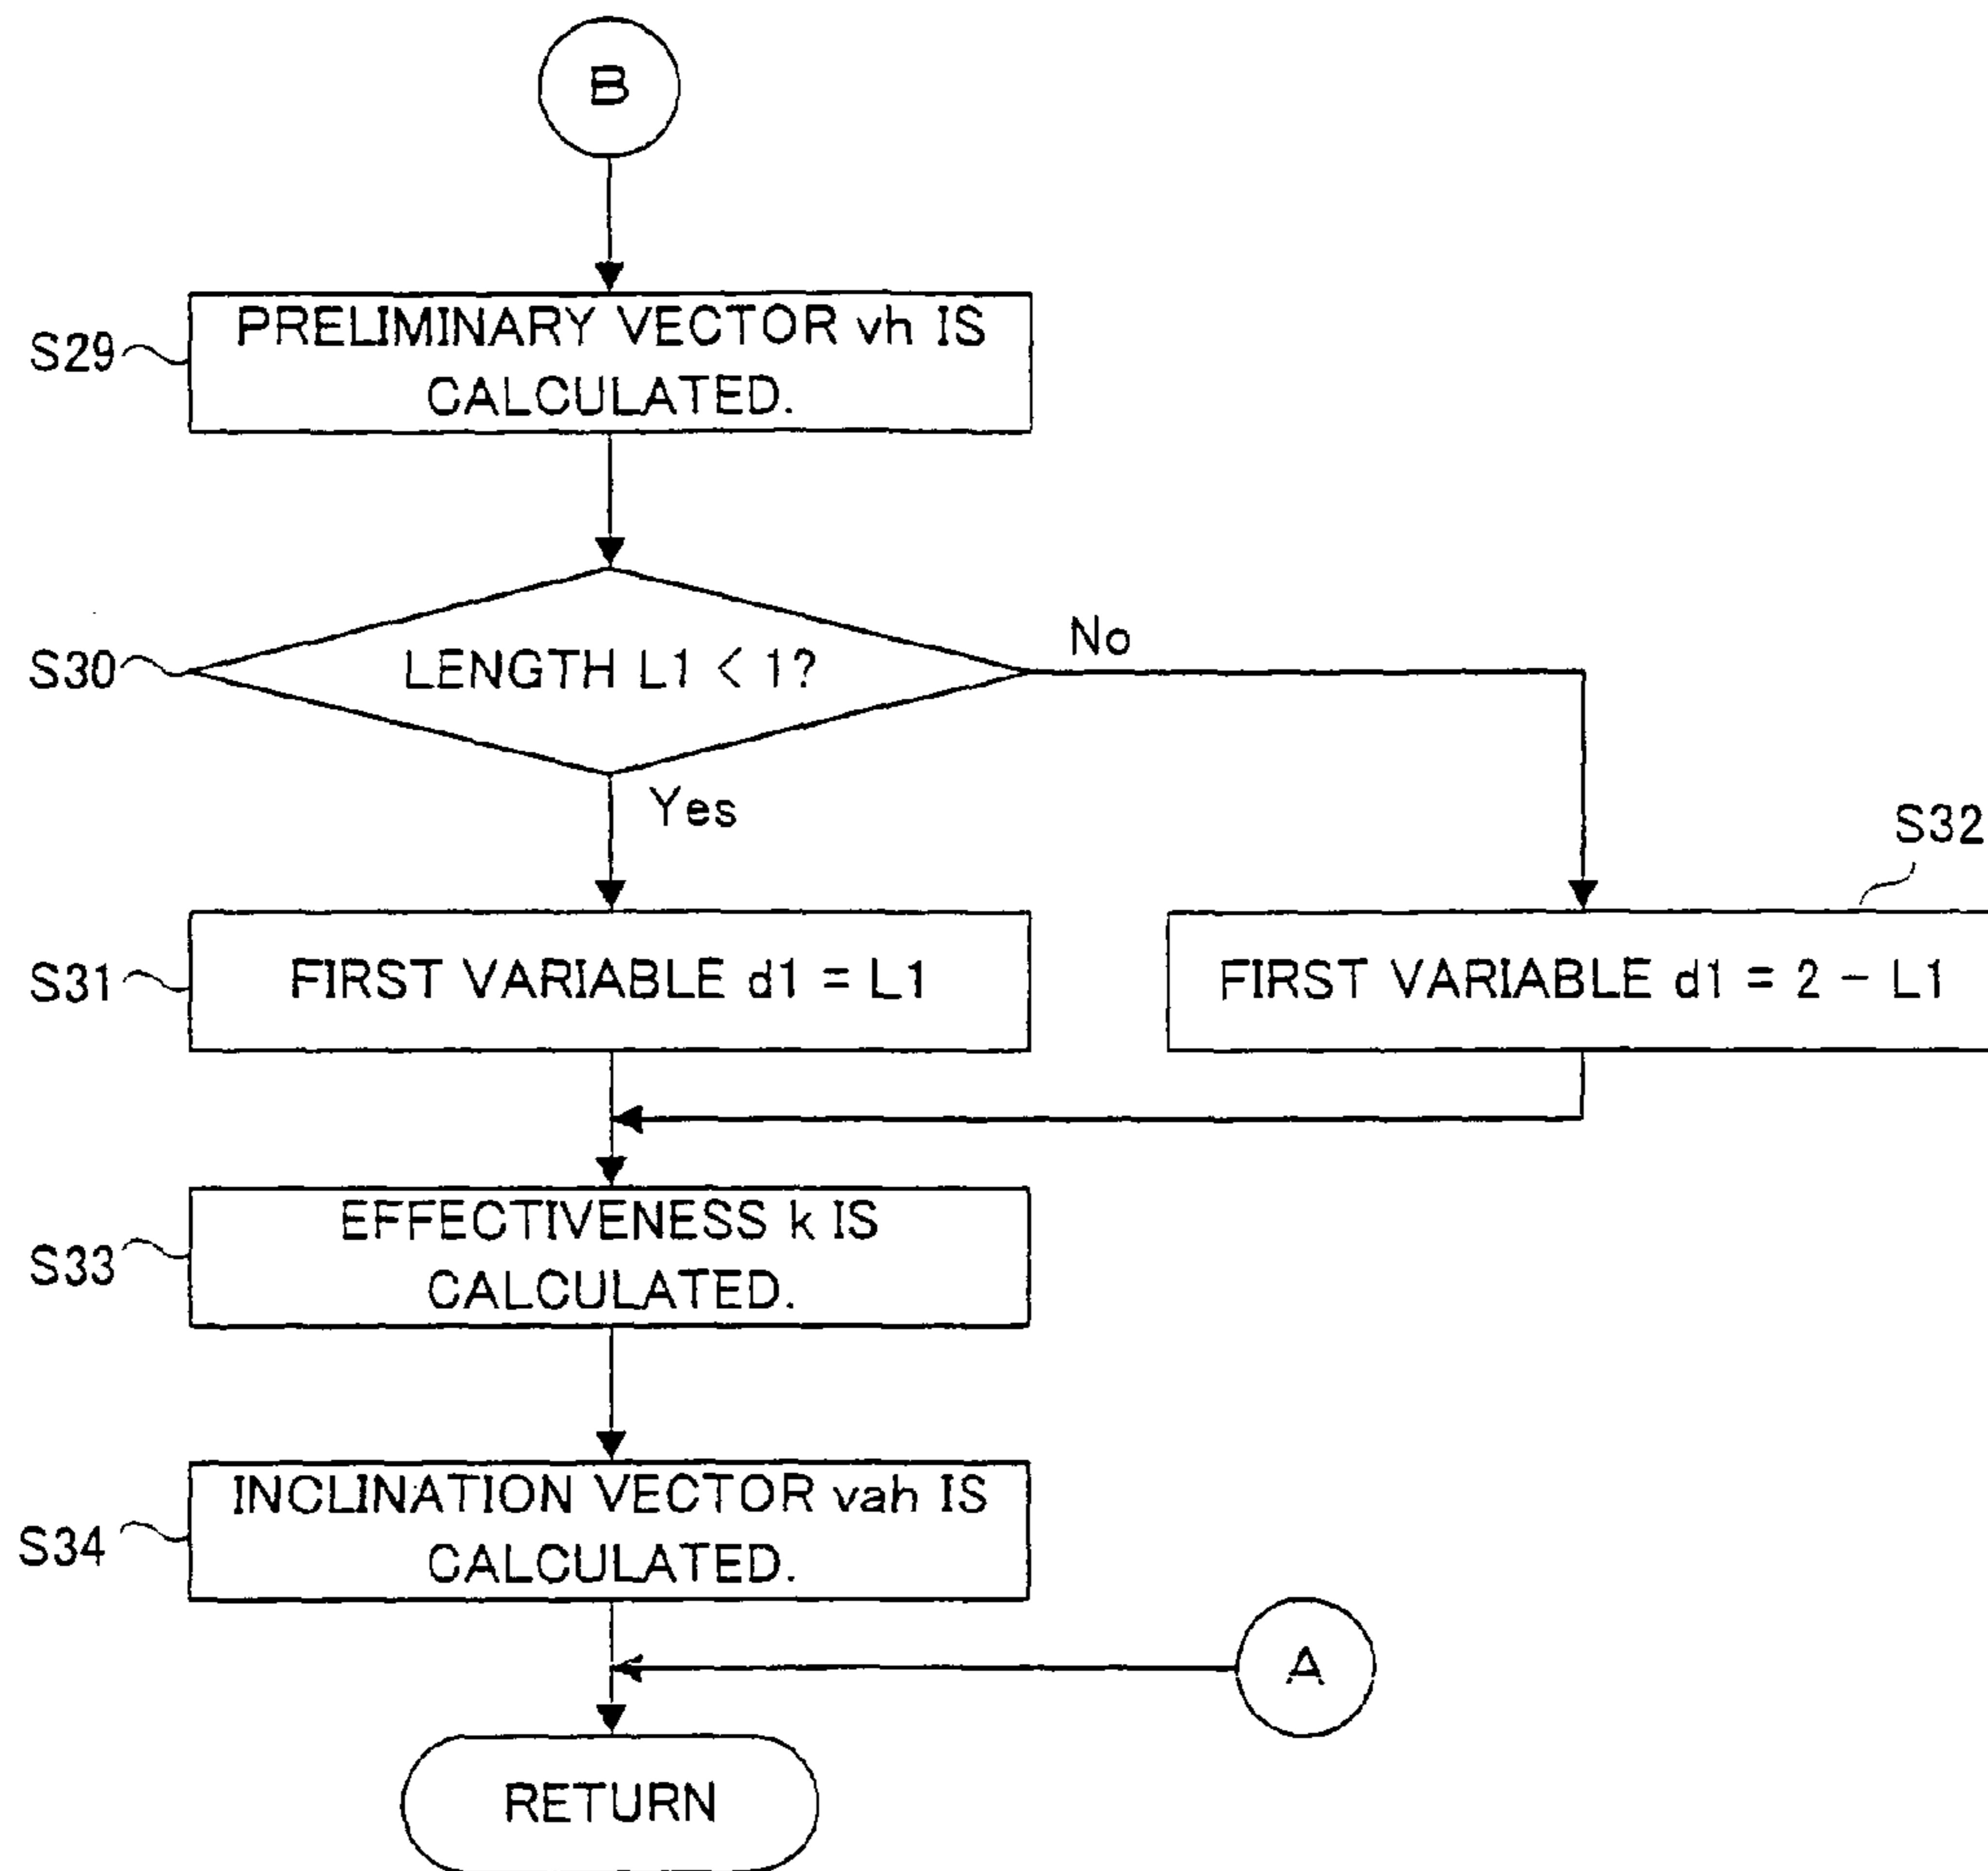 B
S29
PRELIMINARY VECTOR vh IS
CALCULATED.
S30
LENGTH L1 < 1?
No
Yes
S31
FIRST VARIABLE d1 = L1
S32
FIRST VARIABLE d1 = 2 − L1
S33
EFFECTIVENESS k IS
CALCULATED.
S34
INCLINATION VECTOR vah IS
CALCULATED.
A
RETURN